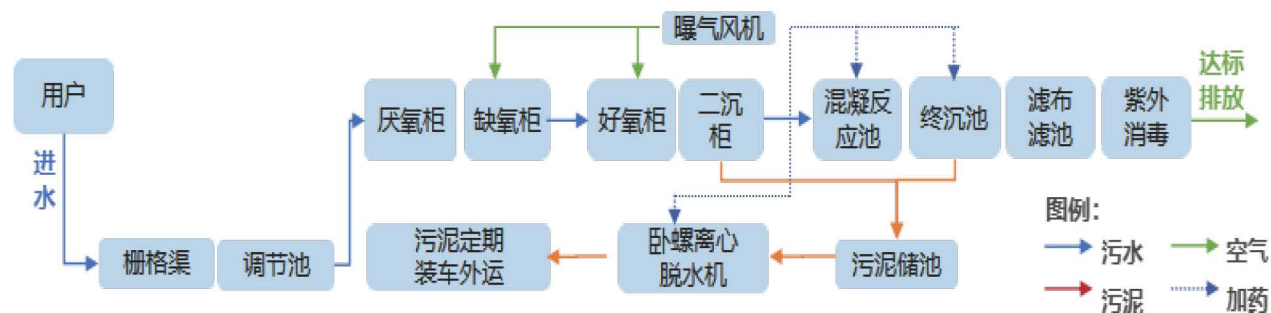 曝气风机
用户
厌氧柜
缺氧柜
好氧柜
二沉
柜
混凝反
应池
终沉池
滤布
滤池
紫外
消毒
达标
排放
进
水
栅格渠
调节池
污泥定期
装车外运
卧螺离心
脱水机
污泥储池
图例:
污水
空气
污泥
加药